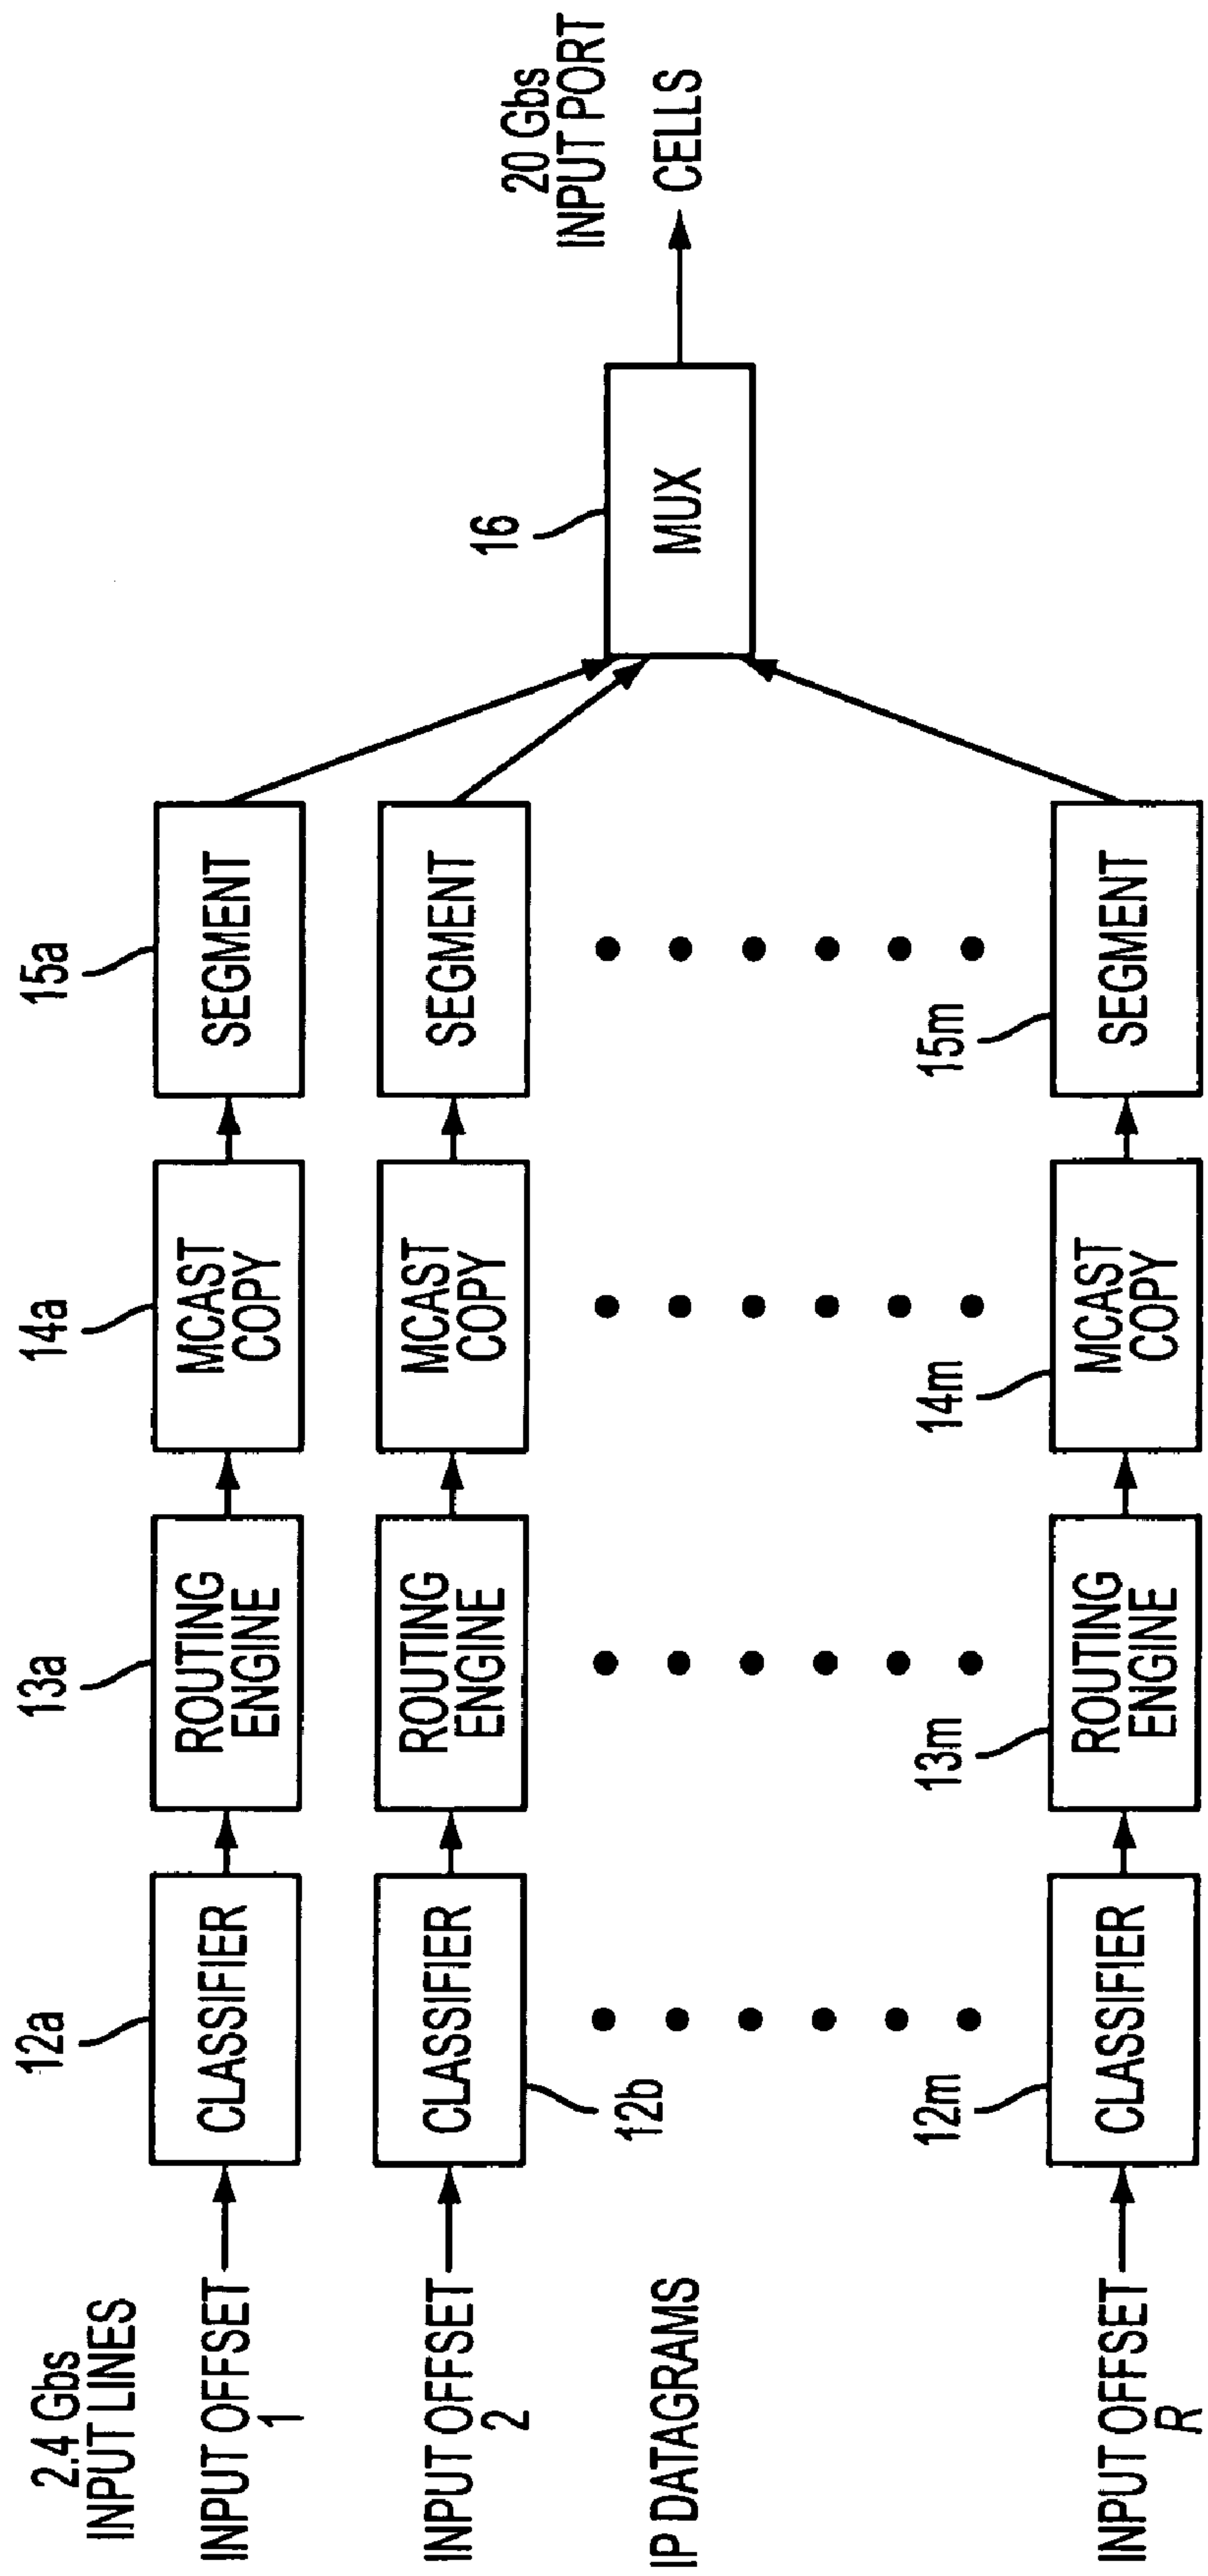 2.4 Gbs
INPUT LINES
INPUT OFFSET
1
12a
CLASSIFIER
13a
ROUTING
ENGINE
14a
MCAST
COPY
15a
SEGMENT
INPUT OFFSET
2
CLASSIFIER
12b
ROUTING
ENGINE
MCAST
COPY
SEGMENT
16
MUX
20 Gbs
INPUT PORT
CELLS
IP DATAGRAMS
INPUT OFFSET
R
12m
CLASSIFIER
13m
ROUTING
ENGINE
14m
MCAST
COPY
15m
SEGMENT